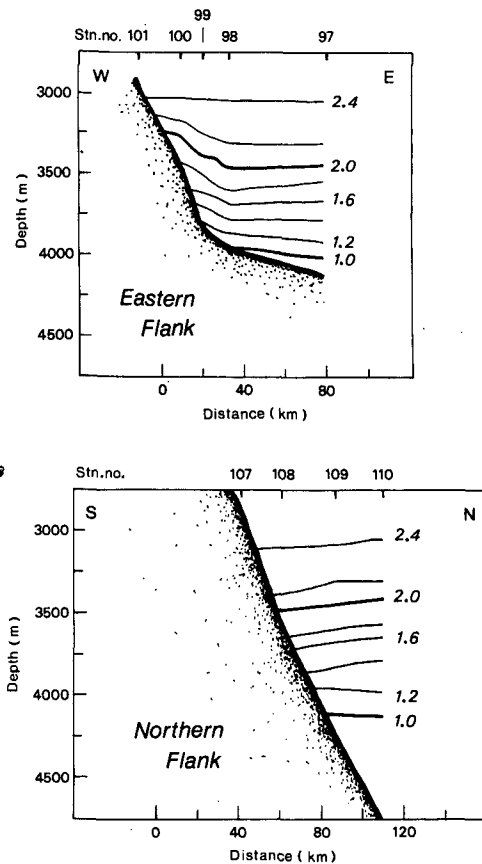 99
Stn.no. 101 100 98 97
W E
3000
3500
4000
4500
Depth (m)
2.4
2.0
1.6
1.2
1.0
Eastern
Flank
0 40 80
Distance (km)
Stn.no. 107 108 109 110
S N
3000
3500
4000
4500
Depth (m)
2.4
2.0
1.6
1.2
1.0
Northern
Flank
0 40 80 120
Distance (km)